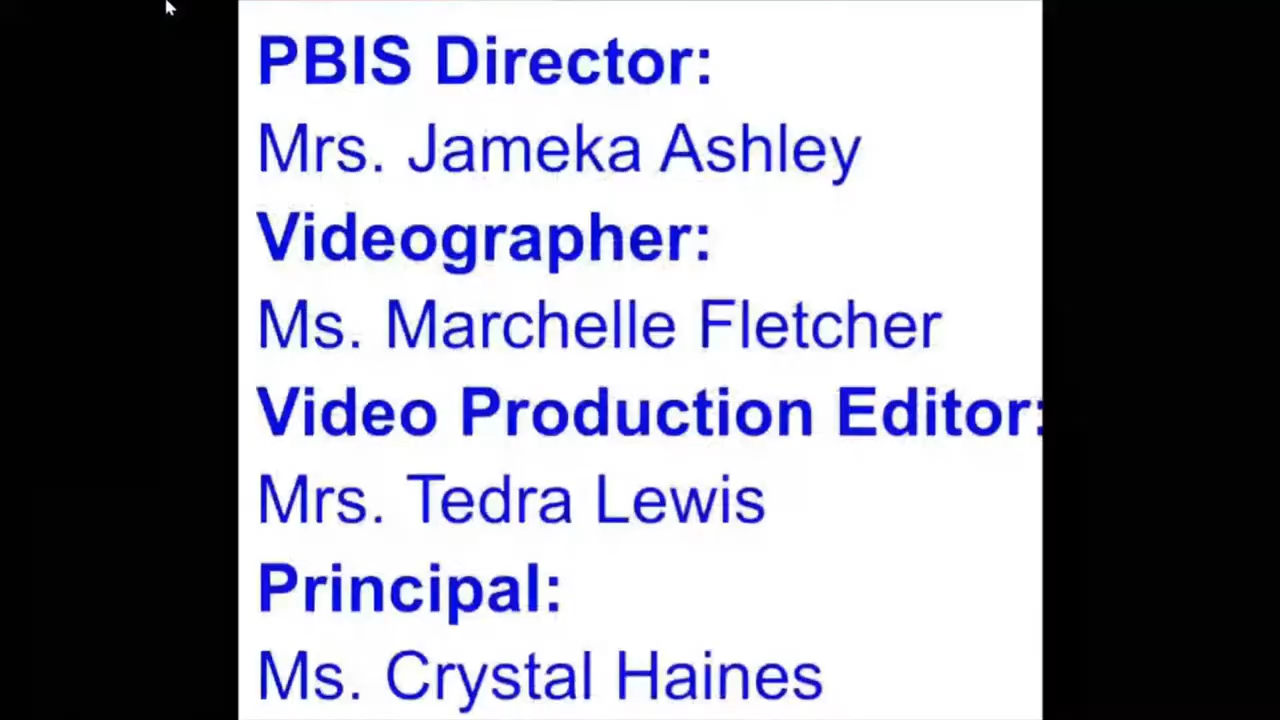 PBIS Director:
Mrs. Jameka Ashley
Videographer:
Ms. Marchelle Fletcher
Video Production Editor:
Mrs. Tedra Lewis
Principal:
Ms. Crystal Haines